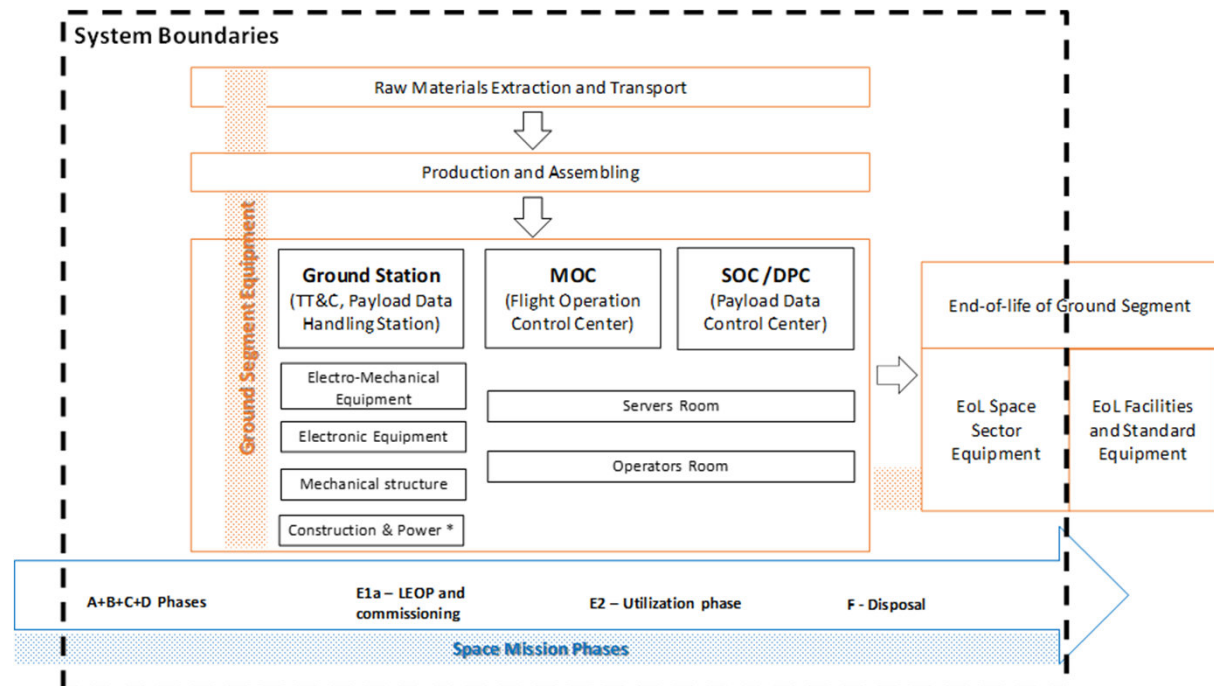 System Boundaries
Raw Materials Extraction and Transport
Production and Assembling
Ground Segment Equipment
Ground Station
(TT&C, Payload Data
Handling Station)
MOC
(Flight Operation
Control Center)
SOC /DPC
(Payload Data
Control Center)
Electro-Mechanical
Equipment
Electronic Equipment
Mechanical structure
Construction & Power *
Servers Room
Operators Room
End-of-life of Ground Segment
EoL Space
Sector
Equipment
EoL Facilities
and Standard
Equipment
A+B+C+D Phases
E1a – LEOP and
commissioning
E2 – Utilization phase
F - Disposal
Space Mission Phases